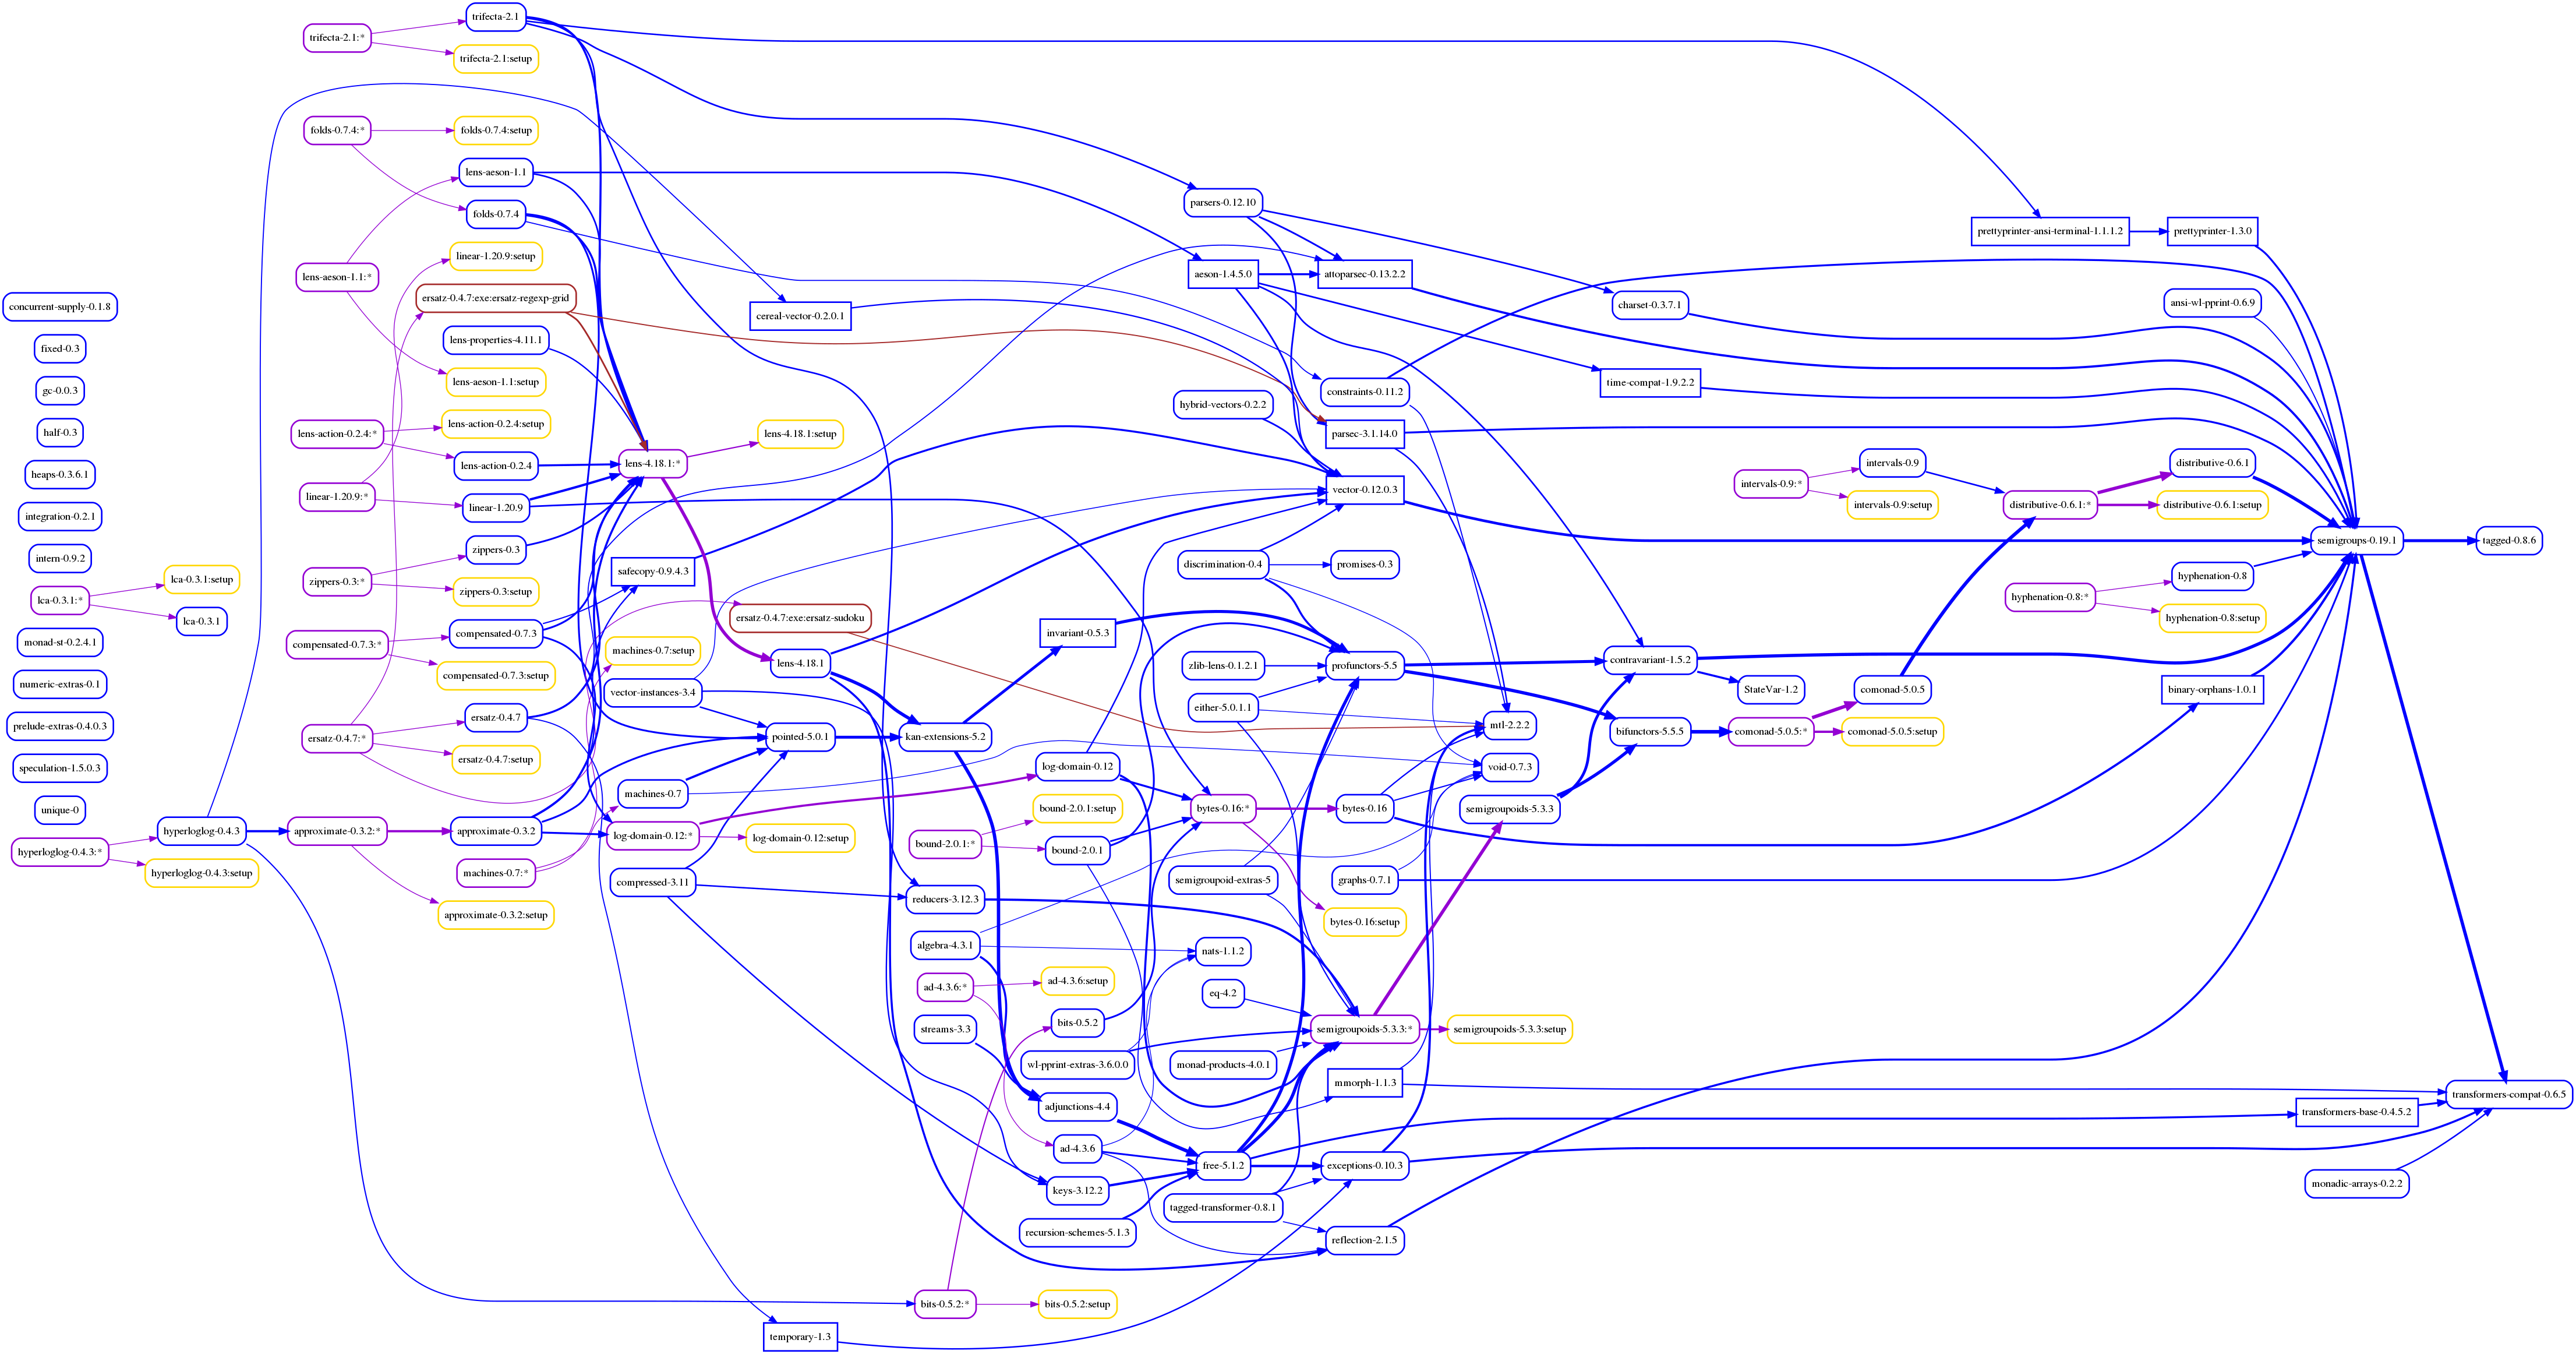 concurrent-supply-0.1.8
fixed-0.3
gc-0.0.3
half-0.3
heaps-0.3.6.1
integration-0.2.1
intern-0.9.2
lca-0.3.1:*
monad-st-0.2.4.1
numeric-extras-0.1
prelude-extras-0.4.0.3
speculation-1.5.0.3
unique-0
hyperloglog-0.4.3:*
lca-0.3.1:setup
lca-0.3.1
hyperloglog-0.4.3
hyperloglog-0.4.3:setup
trifecta-2.1:*
folds-0.7.4:*
lens-aeson-1.1:*
lens-action-0.2.4:*
linear-1.20.9:*
zippers-0.3:*
compensated-0.7.3:*
ersatz-0.4.7:*
approximate-0.3.2:*
trifecta-2.1
trifecta-2.1:setup
folds-0.7.4:setup
lens-aeson-1.1
folds-0.7.4
linear-1.20.9:setup
ersatz-0.4.7:exe:ersatz-regexp-grid
lens-properties-4.11.1
lens-aeson-1.1:setup
lens-action-0.2.4:setup
lens-action-0.2.4
linear-1.20.9
zippers-0.3
zippers-0.3:setup
compensated-0.7.3
compensated-0.7.3:setup
ersatz-0.4.7
ersatz-0.4.7:setup
approximate-0.3.2
machines-0.7:*
approximate-0.3.2:setup
lens-4.18.1:*
safecopy-0.9.4.3
machines-0.7:setup
vector-instances-3.4
machines-0.7
log-domain-0.12:*
compressed-3.11
cereal-vector-0.2.0.1
lens-4.18.1:setup
ersatz-0.4.7:exe:ersatz-sudoku
lens-4.18.1
pointed-5.0.1
log-domain-0.12:setup
temporary-1.3
kan-extensions-5.2
bound-2.0.1:*
reducers-3.12.3
algebra-4.3.1
ad-4.3.6:*
streams-3.3
bits-0.5.2:*
invariant-0.5.3
log-domain-0.12
bound-2.0.1:setup
bound-2.0.1
ad-4.3.6:setup
bits-0.5.2
wl-pprint-extras-3.6.0.0
adjunctions-4.4
ad-4.3.6
keys-3.12.2
recursion-schemes-5.1.3
bits-0.5.2:setup
parsers-0.12.10
aeson-1.4.5.0
hybrid-vectors-0.2.2
discrimination-0.4
zlib-lens-0.1.2.1
either-5.0.1.1
bytes-0.16:*
semigroupoid-extras-5
nats-1.1.2
eq-4.2
monad-products-4.0.1
free-5.1.2
tagged-transformer-0.8.1
attoparsec-0.13.2.2
constraints-0.11.2
parsec-3.1.14.0
vector-0.12.0.3
promises-0.3
profunctors-5.5
bytes-0.16
graphs-0.7.1
bytes-0.16:setup
semigroupoids-5.3.3:*
mmorph-1.1.3
exceptions-0.10.3
reflection-2.1.5
mtl-2.2.2
void-0.7.3
semigroupoids-5.3.3
semigroupoids-5.3.3:setup
charset-0.3.7.1
time-compat-1.9.2.2
contravariant-1.5.2
bifunctors-5.5.5
intervals-0.9:*
StateVar-1.2
comonad-5.0.5:*
intervals-0.9
intervals-0.9:setup
comonad-5.0.5
comonad-5.0.5:setup
prettyprinter-ansi-terminal-1.1.1.2
distributive-0.6.1:*
hyphenation-0.8:*
prettyprinter-1.3.0
ansi-wl-pprint-0.6.9
distributive-0.6.1
distributive-0.6.1:setup
hyphenation-0.8
hyphenation-0.8:setup
binary-orphans-1.0.1
semigroups-0.19.1
transformers-base-0.4.5.2
monadic-arrays-0.2.2
tagged-0.8.6
transformers-compat-0.6.5